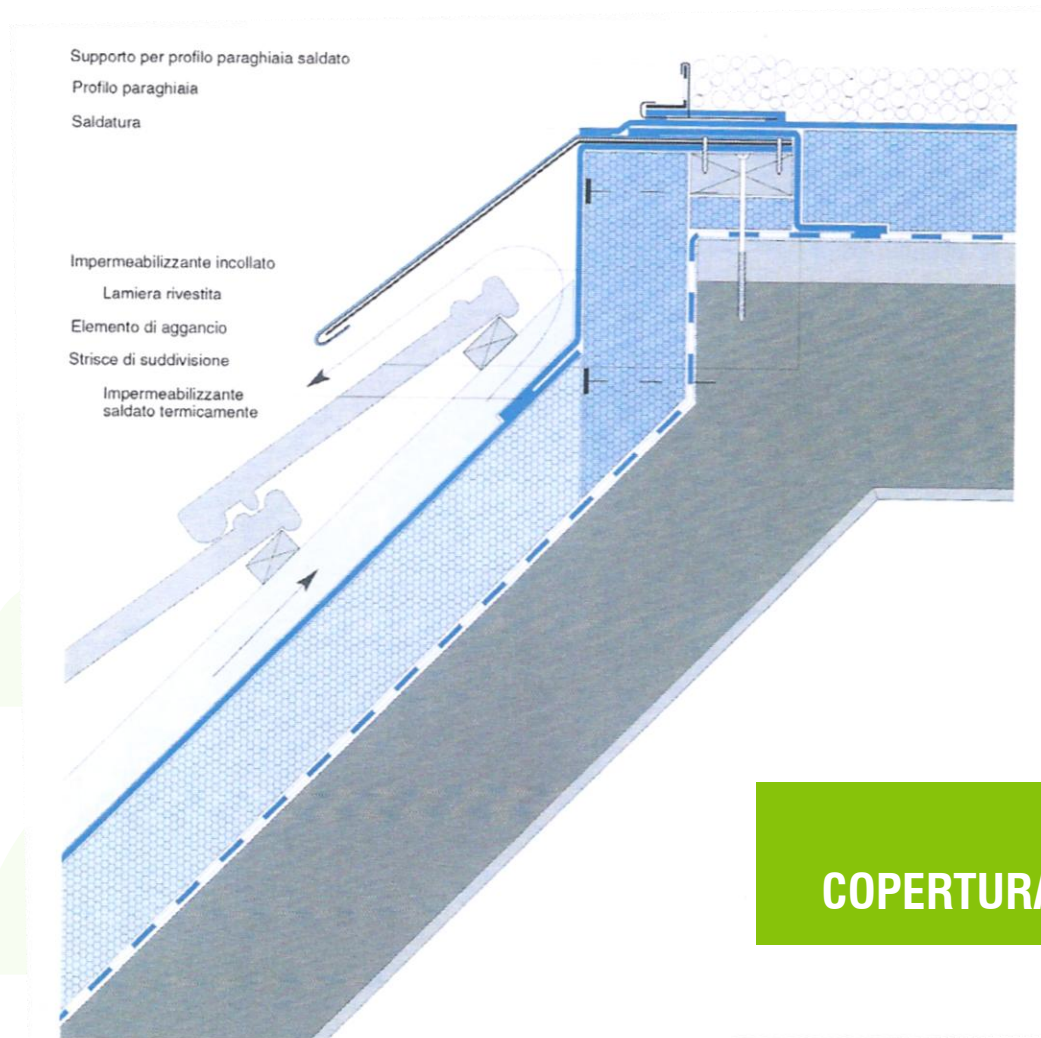 Supporto per profilo paraghiaia saldato
Profilo paraghiaia
Saldatura
Impermeabilizzante incollato
Lamiera rivestita
Elemento di aggancio
Strisce di suddivisione
Impermeabilizzante
saldato termicamente
COPERTURA